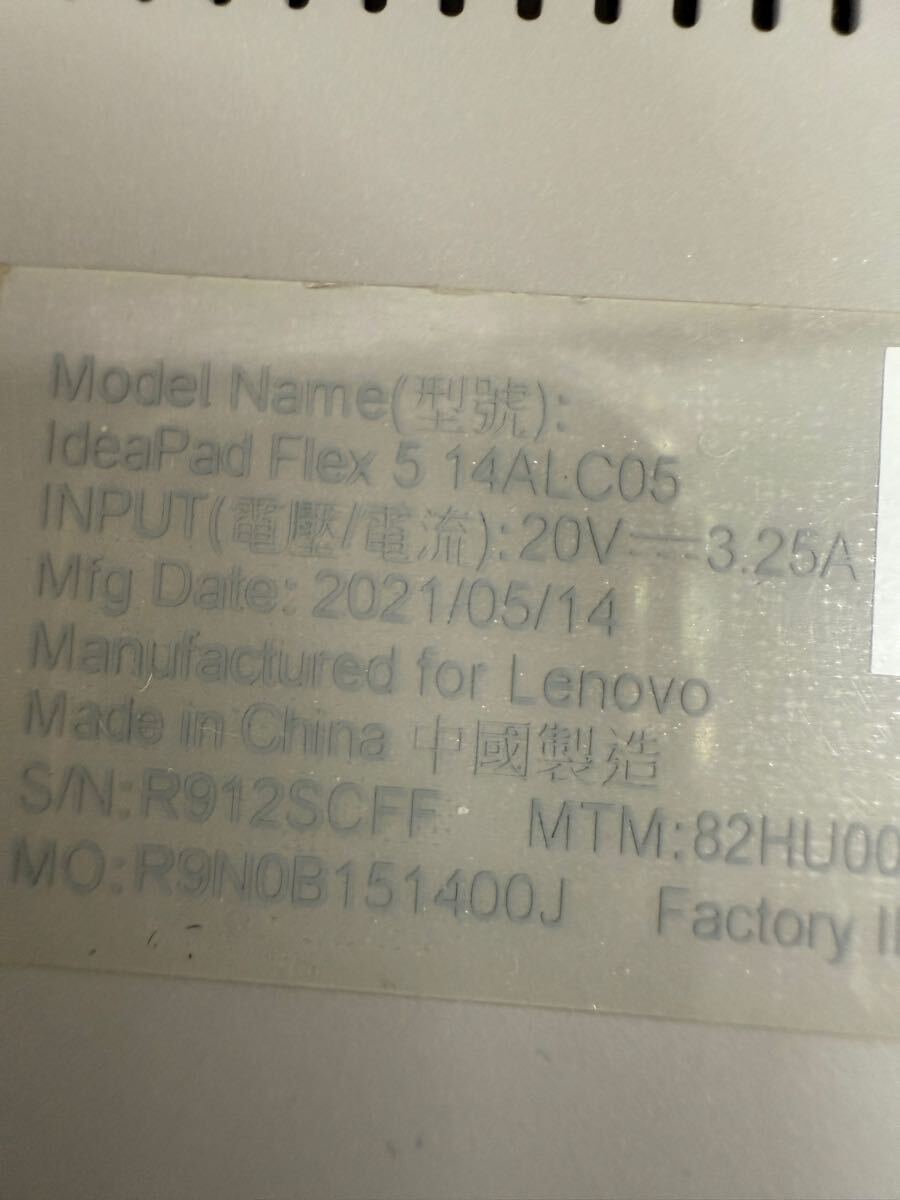 Model Name(型號):
IdeaPad Flex 5 14ALC05
INPUT(電壓/電流):20V⎓3.25A
Mfg Date: 2021/05/14
Manufactured for Lenovo
Made in China 中國製造
S/N:R912SCFF MTM:82HU00
MO:R9N0B151400J Factory I